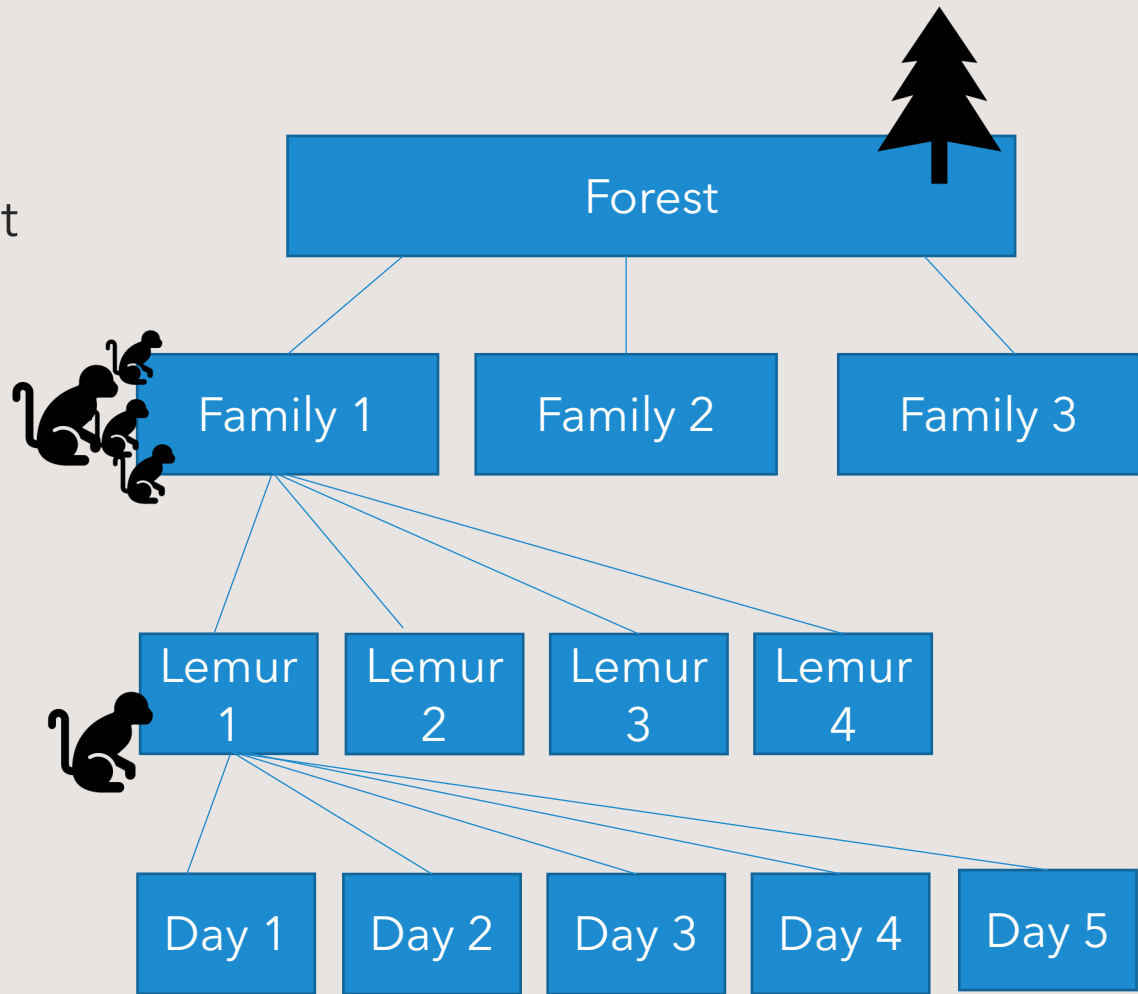 Forest
t
Family 1
Family 2
Family 3
Lemur
1
Lemur
2
Lemur
3
Lemur
4
Day 1
Day 2
Day 3
Day 4
Day 5